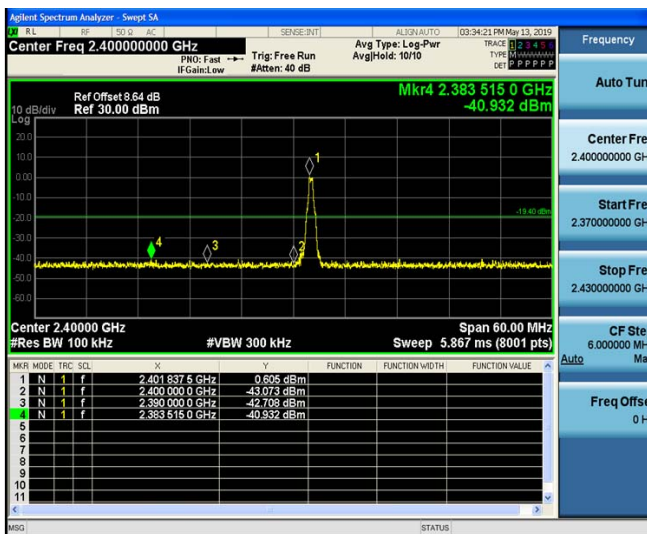 Agilent Spectrum Analyzer - Swept SA
RL RF 50 Ω AC SENSE:INT ALIGNAUTO 03:34:21 PM May 13, 2019
Center Freq 2.400000000 GHz
PNO: Fast Trig: Free Run
IFGain:Low #Atten: 40 dB
Avg Type: Log-Pwr
Avg|Hold: 10/10
TRACE 1 2 3 4 5 6
TYPE M
DET P P P P P P
Ref Offset 8.64 dB
10 dB/div Ref 30.00 dBm
Log
Mkr4 2.383 515 0 GHz
-40.932 dBm
20.0
10.0
0.00
-10.0
-20.0
-30.0
-40.0
-50.0
-60.0
1
-19.40 dBm
4
3
2
Center 2.40000 GHz Span 60.00 MHz
#Res BW 100 kHz #VBW 300 kHz Sweep 5.867 ms (8001 pts)
MKR MODE TRC SCL X Y FUNCTION FUNCTION WIDTH FUNCTION VALUE
1 N 1 f 2.401 837 5 GHz 0.605 dBm
2 N 1 f 2.400 000 0 GHz -43.073 dBm
3 N 1 f 2.390 000 0 GHz -42.708 dBm
4 N 1 f 2.383 515 0 GHz -40.932 dBm
5
6
7
8
9
10
11
MSG STATUS
Frequency
Auto Tun
Center Fre
2.400000000 GH
Start Fre
2.370000000 GH
Stop Fre
2.430000000 GH
CF Ste
6.000000 MH
Auto Ma
Freq Offse
0 H